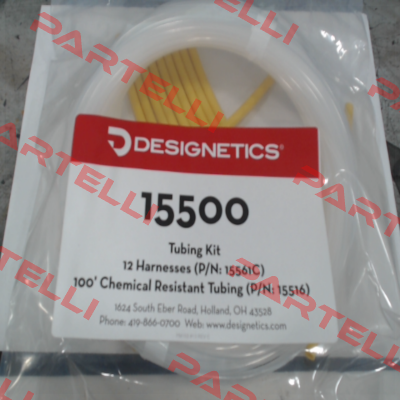 DESIGNETICS®
15500
Tubing Kit
12 Harnesses (P/N: 15561C)
100' Chemical Resistant Tubing (P/N: 15516)
1624 South Eber Road, Holland, OH 43528
Phone: 419-866-0700 Web: www.designetics.com
PARTELLI
PARTELLI
PARTELLI
PARTELLI